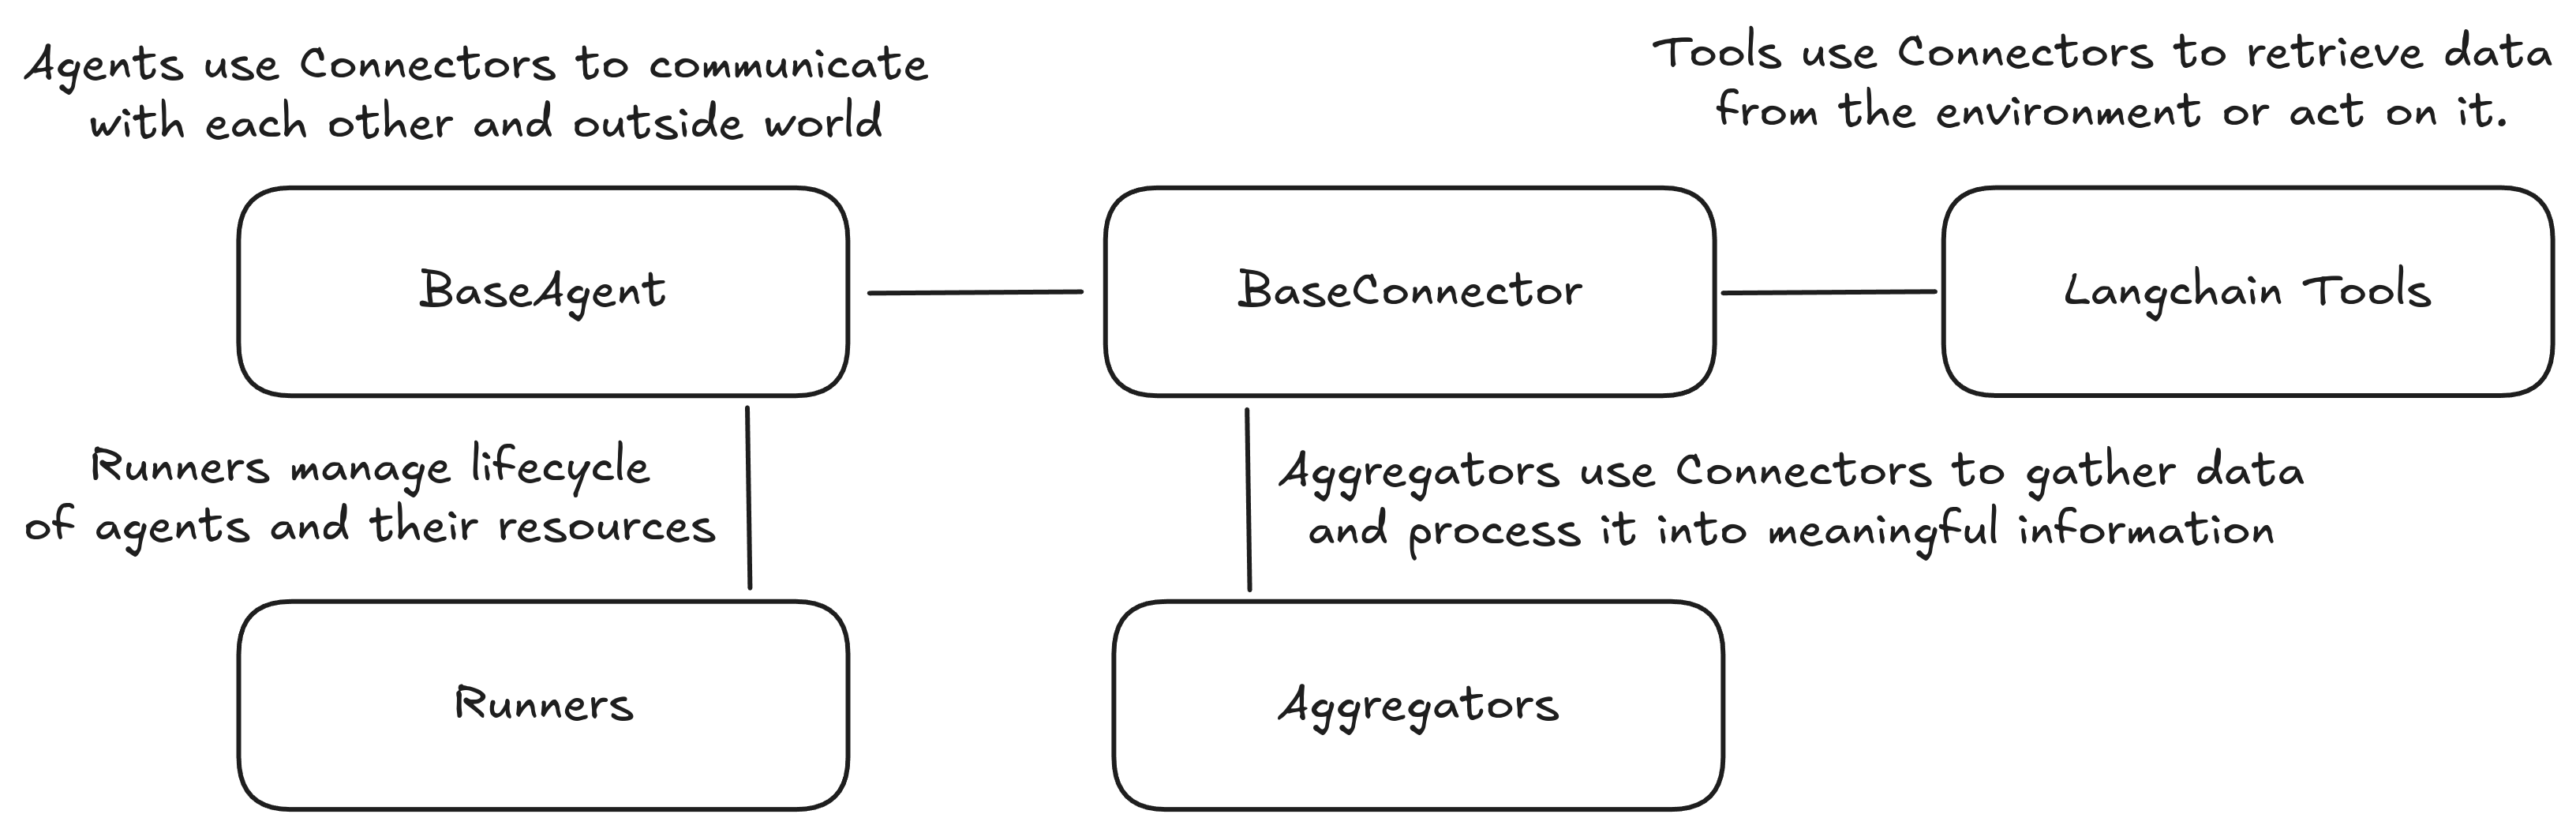 Agents use Connectors to communicate
with each other and outside world
Tools use Connectors to retrieve data
from the environment or act on it.
BaseAgent
BaseConnector
Langchain Tools
Runners manage lifecycle
of agents and their resources
Aggregators use Connectors to gather data
and process it into meaningful information
Runners
Aggregators